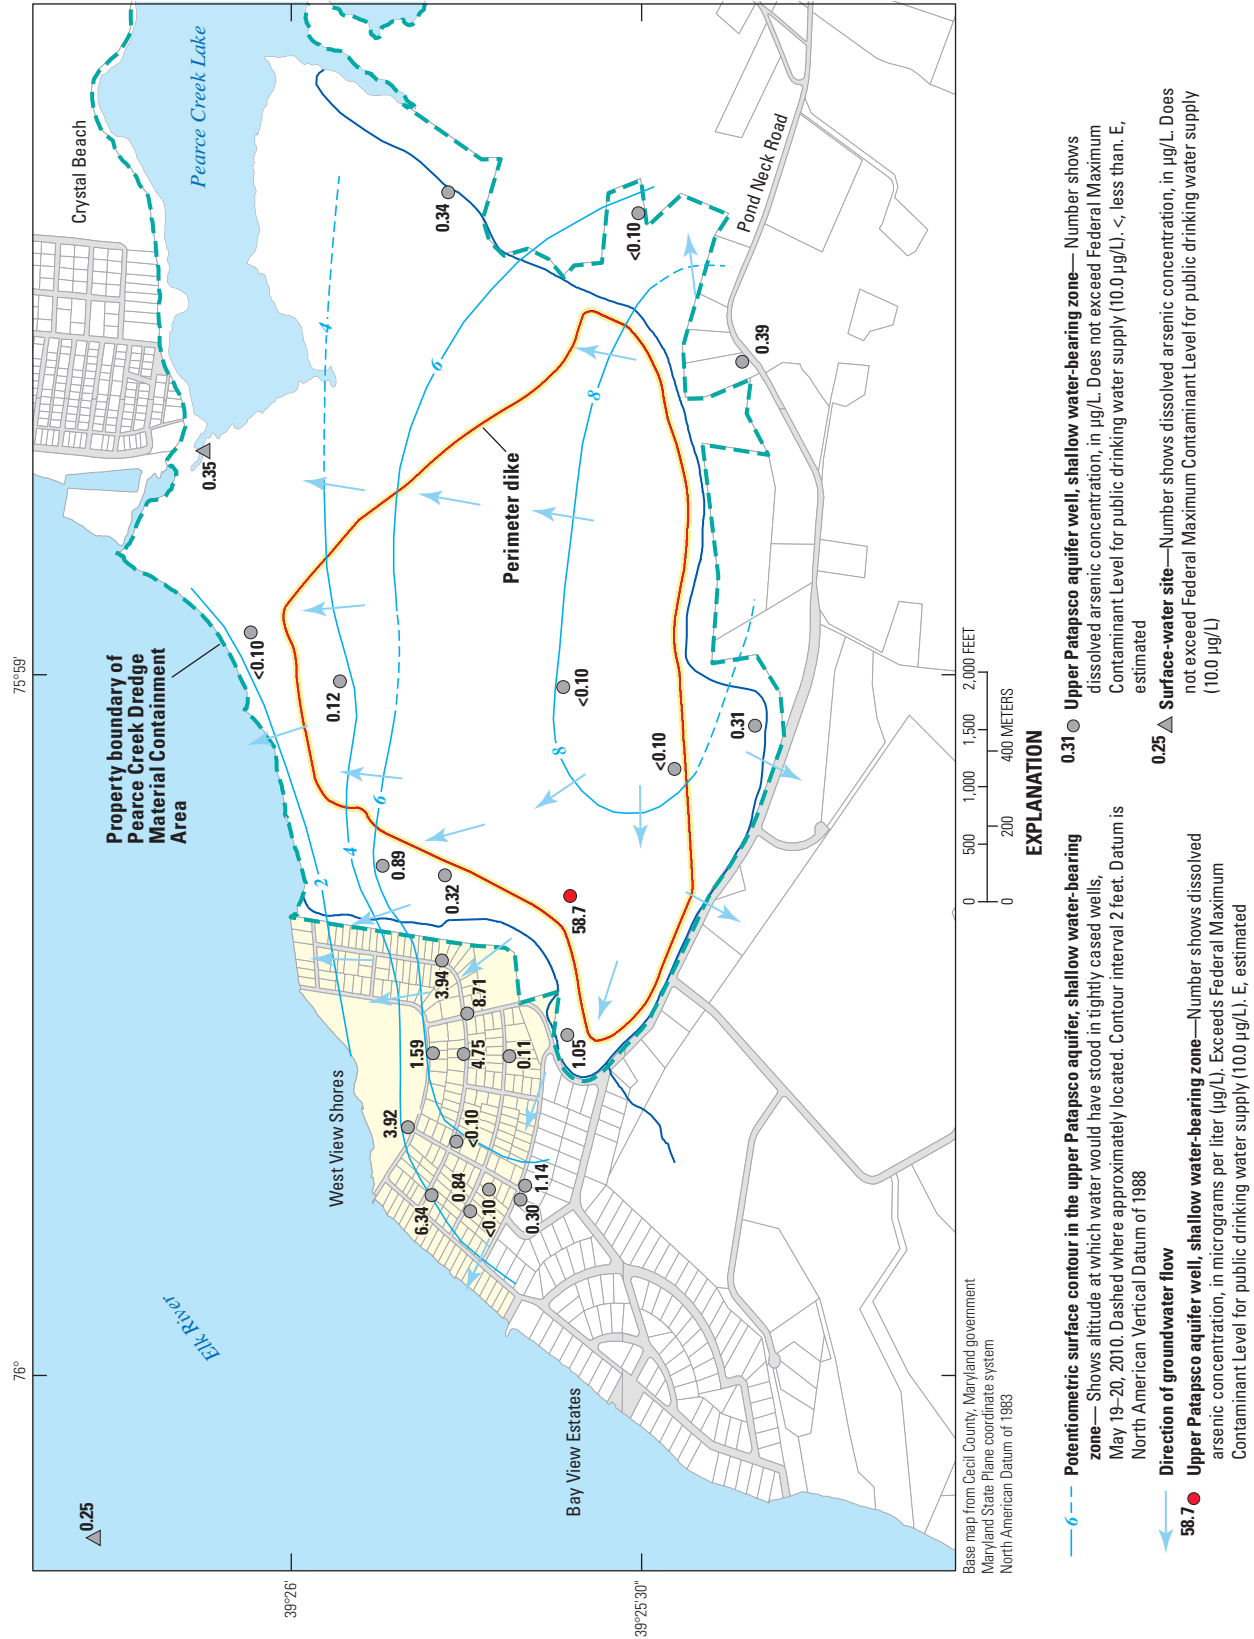 76°
75°59'
39°26'
39°25'30"
Crystal Beach
Pearce Creek Lake
Property boundary of
Pearce Creek Dredge
Material Containment
Area
Elk River
West View Shores
Bay View Estates
Perimeter dike
Pond Neck Road
0.25
0.35
0.34
<0.10
0.39
<0.10
0.12
<0.10
<0.10
0.31
0.89
0.32
58.7
3.94
8.71
1.59
4.75
0.11
1.05
3.92
<0.10
6.34
0.84
<0.10
0.30
1.14
2
4
4
6
6
8
8
Base map from Cecil County, Maryland government
Maryland State Plane coordinate system
North American Datum of 1983
0 500 1,000 1,500 2,000 FEET
0 200 400 METERS
EXPLANATION
6 Potentiometric surface contour in the upper Patapsco aquifer, shallow water-bearing
zone— Shows altitude at which water would have stood in tightly cased wells,
May 19–20, 2010. Dashed where approximately located. Contour interval 2 feet. Datum is
North American Vertical Datum of 1988
Direction of groundwater flow
58.7 Upper Patapsco aquifer well, shallow water-bearing zone—Number shows dissolved
arsenic concentration, in micrograms per liter (µg/L). Exceeds Federal Maximum
Contaminant Level for public drinking water supply (10.0 µg/L). E, estimated
0.31 Upper Patapsco aquifer well, shallow water-bearing zone— Number shows
dissolved arsenic concentration, in µg/L. Does not exceed Federal Maximum
Contaminant Level for public drinking water supply (10.0 µg/L). <, less than. E,
estimated
0.25 Surface-water site—Number shows dissolved arsenic concentration, in µg/L. Does
not exceed Federal Maximum Contaminant Level for public drinking water supply
(10.0 µg/L)